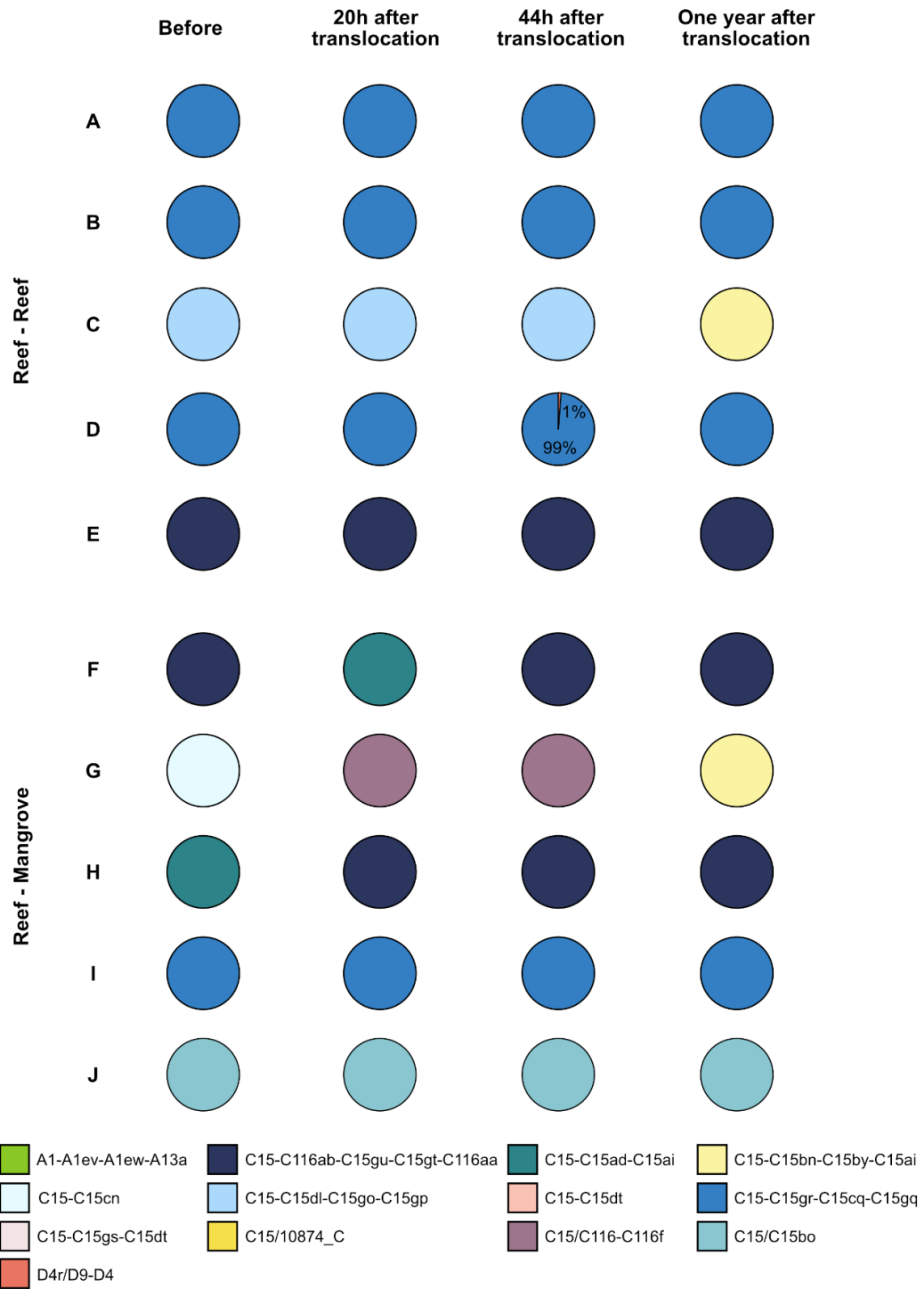 Before
20h after
translocation
44h after
translocation
One year after
translocation
Reef - Reef
A
B
C
D
1%
99%
E
Reef - Mangrove
F
G
H
I
J
A1-A1ev-A1ew-A13a
C15-C116ab-C15gu-C15gt-C116aa
C15-C15ad-C15ai
C15-C15bn-C15by-C15ai
C15-C15cn
C15-C15dl-C15go-C15gp
C15-C15dt
C15-C15gr-C15cq-C15gq
C15-C15gs-C15dt
C15/10874_C
C15/C116-C116f
C15/C15bo
D4r/D9-D4